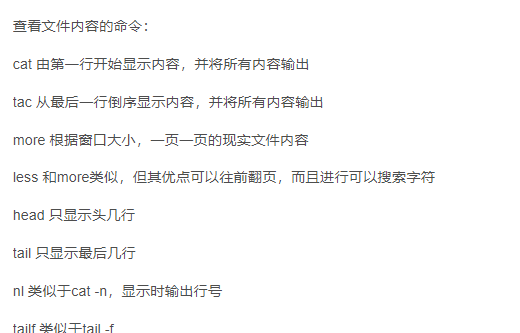 查看文件内容的命令：
cat 由第一行开始显示内容，并将所有内容输出
tac 从最后一行倒序显示内容，并将所有内容输出
more 根据窗口大小，一页一页的现实文件内容
less 和more类似，但其优点可以往前翻页，而且进行可以搜索字符
head 只显示头几行
tail 只显示最后几行
nl 类似于cat -n，显示时输出行号
tailf 类似于tail -f